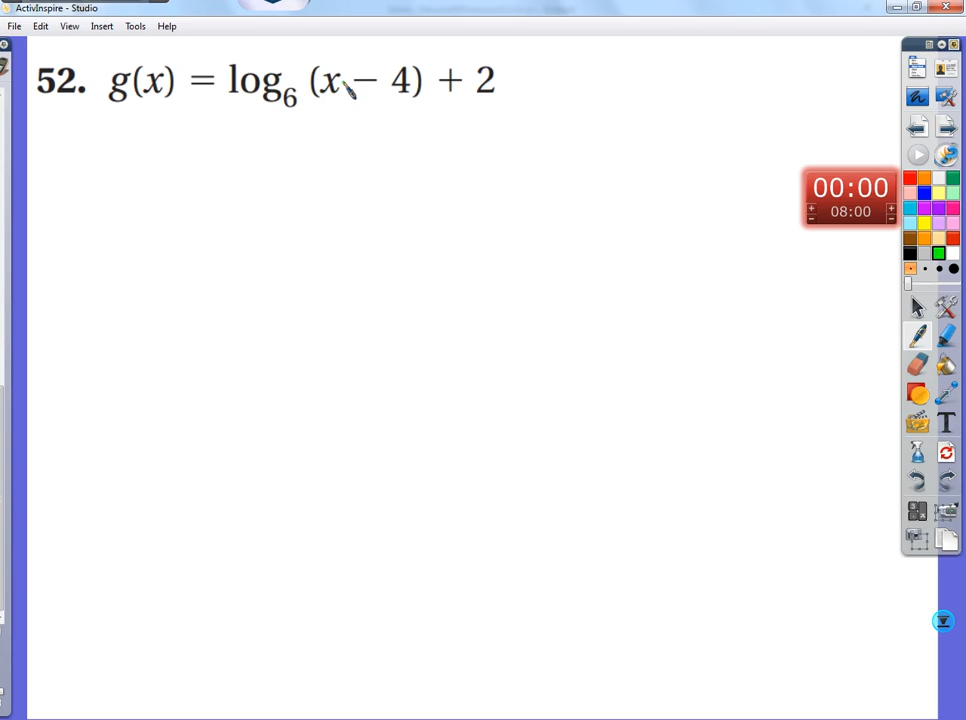 ActivInspire - Studio
File Edit View Insert Tools Help
52. g(x) = log₆ (x − 4) + 2
00:00
08:00
T